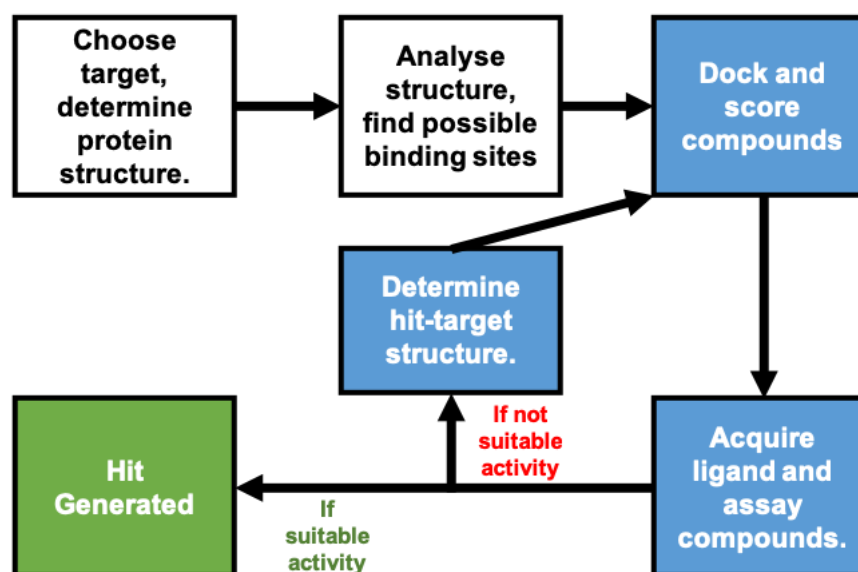 Choose
target,
determine
protein
structure.
Analyse
structure,
find possible
binding sites
Dock and
score
compounds
Determine
hit-target
structure.
If not
suitable
activity
Acquire
ligand and
assay
compounds.
Hit
Generated
If
suitable
activity